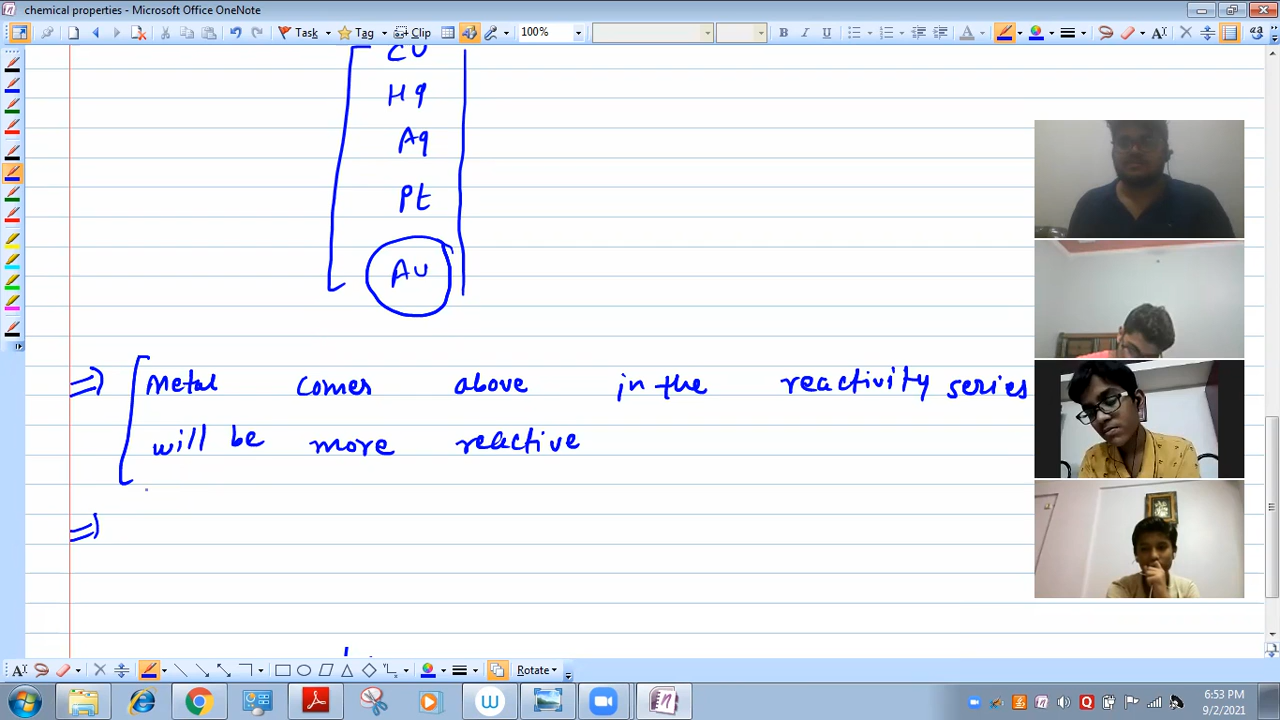 chemical properties - Microsoft Office OneNote
Task
Tag
Clip
100%
B I U
Cu
Hg
Ag
Pt
Au
⇒ Metal comes above in the reactivity series
will be more reactive
⇒
Rotate
W
6:53 PM
9/2/2021